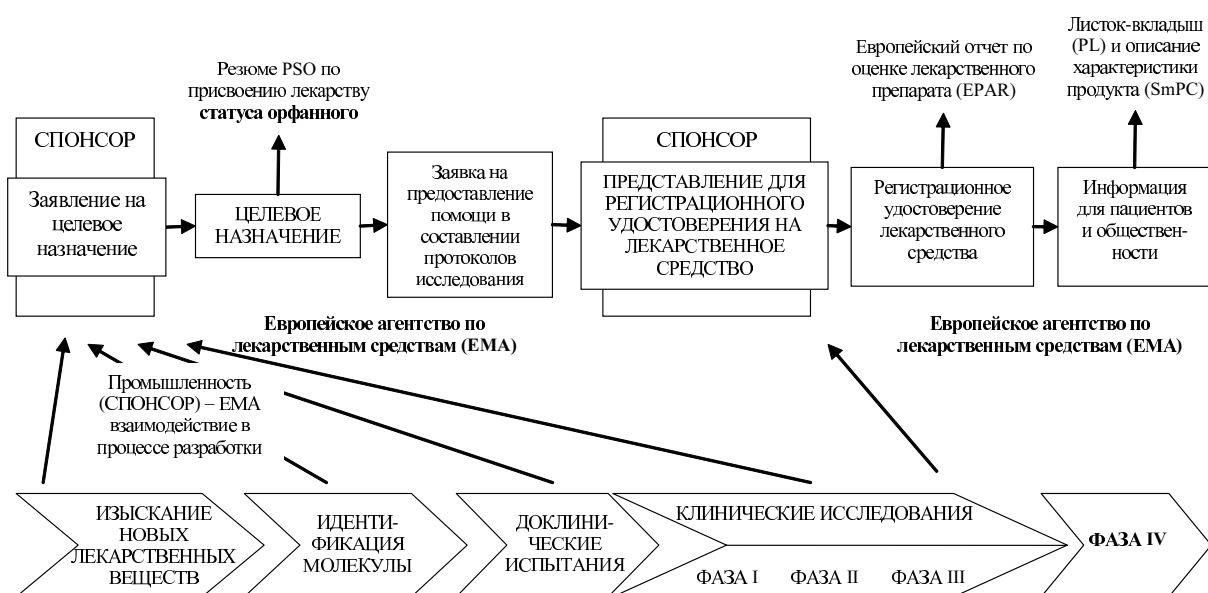 Резюме PSO по
присвоению лекарству
статуса орфанного
Европейский отчет по
оценке лекарственного
препарата (EPAR)
Листок-вкладыш
(PL) и описание
характеристики
продукта (SmPC)
СПОНСОР
Заявление на
целевое
назначение
ЦЕЛЕВОЕ
НАЗНАЧЕНИЕ
Заявка на
предоставление
помощи в
составлении
протоколов
исследования
СПОНСОР
ПРЕДСТАВЛЕНИЕ ДЛЯ
РЕГИСТРАЦИОННОГО
УДОСТОВЕРЕНИЯ НА
ЛЕКАРСТВЕННОЕ
СРЕДСТВО
Регистрационное
удостоверение
лекарственного
средства
Информация
для пациентов
и обществен-
ности
Европейское агентство по
лекарственным средствам (EMA)
Европейское агентство по
лекарственным средствам (EMA)
Промышленность
(СПОНСОР) – EMA
взаимодействие в
процессе разработки
ИЗЫСКАНИЕ
НОВЫХ
ЛЕКАРСТВЕННЫХ
ВЕЩЕСТВ
ИДЕНТИ-
ФИКАЦИЯ
МОЛЕКУЛЫ
ДОКЛИНИ-
ЧЕСКИЕ
ИСПЫТАНИЯ
КЛИНИЧЕСКИЕ ИССЛЕДОВАНИЯ
ФАЗА I ФАЗА II ФАЗА III
ФАЗА IV